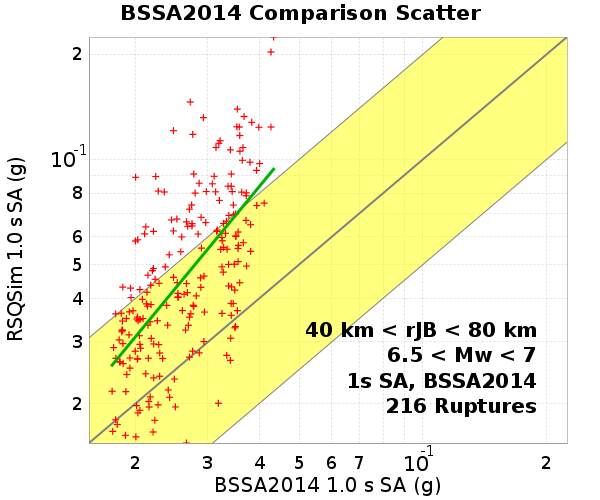 BSSA2014 Comparison Scatter
RSQSim 1.0 s SA (g)
2
10-1
8
6
5
4
3
2
40 km < rJB < 80 km
6.5 < Mw < 7
1s SA, BSSA2014
216 Ruptures
2 3 4 5 6 7 10-1 2
BSSA2014 1.0 s SA (g)